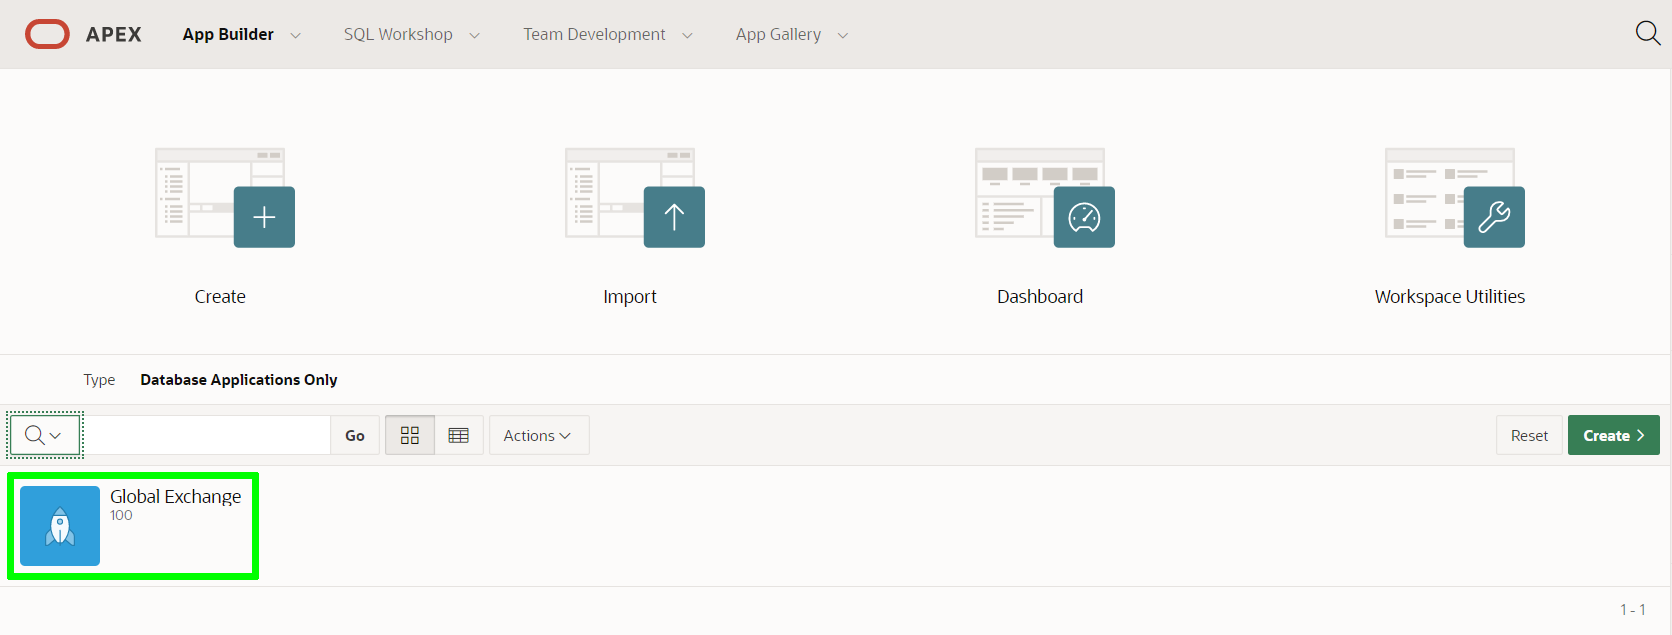 APEX App Builder SQL Workshop Team Development App Gallery
Create Import Dashboard Workspace Utilities
Type Database Applications Only
Go Actions Reset Create
Global Exchange
100
1 - 1